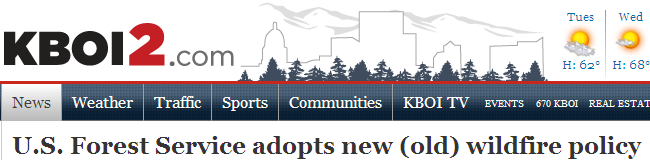 KBOI2.com
Tues Wed
H: 62° H: 68°
News Weather Traffic Sports Communities KBOI TV EVENTS 670 KBOI REAL ESTAT
U.S. Forest Service adopts new (old) wildfire policy